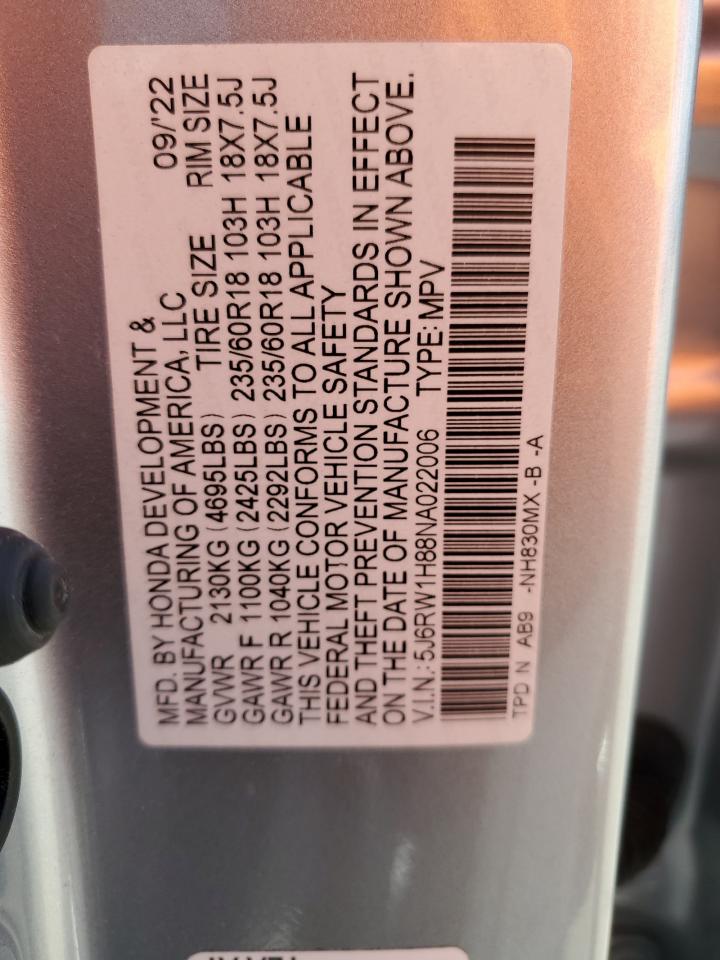 MFD. BY HONDA DEVELOPMENT & 09/'22
MANUFACTURING OF AMERICA, LLC RIM SIZE
GVWR 2130KG (4695LBS) TIRE SIZE
GAWR F 1100KG (2425LBS) 235/60R18 103H 18X7.5J
GAWR R 1040KG (2292LBS) 235/60R18 103H 18X7.5J
THIS VEHICLE CONFORMS TO ALL APPLICABLE
FEDERAL MOTOR VEHICLE SAFETY
AND THEFT PREVENTION STANDARDS IN EFFECT
ON THE DATE OF MANUFACTURE SHOWN ABOVE.
V.I.N.: 5J6RW1H88NA022006 TYPE: MPV
TPD N AB9 -NH830MX -B -A